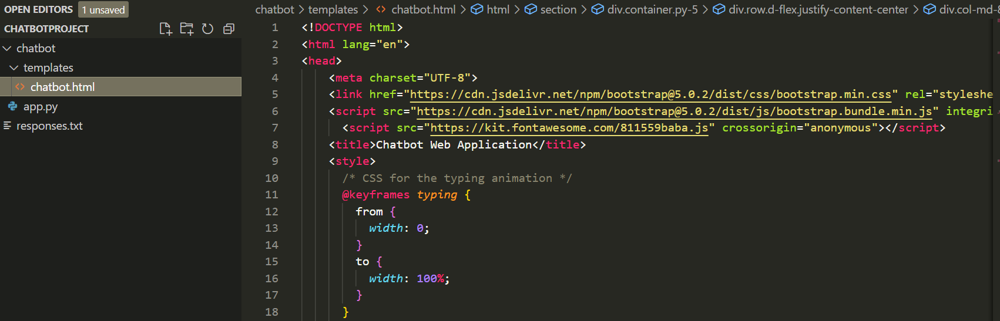 OPEN EDITORS 1 unsaved
CHATBOTPROJECT
chatbot
templates
chatbot.html
app.py
responses.txt
chatbot > templates > <> chatbot.html > html > section > div.container.py-5 > div.row.d-flex.justify-content-center > div.col-md-8
1 <!DOCTYPE html>
2 <html lang="en">
3 <head>
4 <meta charset="UTF-8">
5 <link href="https://cdn.jsdelivr.net/npm/bootstrap@5.0.2/dist/css/bootstrap.min.css" rel="styleshe
6 <script src="https://cdn.jsdelivr.net/npm/bootstrap@5.0.2/dist/js/bootstrap.bundle.min.js" integri
7 <script src="https://kit.fontawesome.com/811559baba.js" crossorigin="anonymous"></script>
8 <title>Chatbot Web Application</title>
9 <style>
10 /* CSS for the typing animation */
11 @keyframes typing {
12 from {
13 width: 0;
14 }
15 to {
16 width: 100%;
17 }
18 }